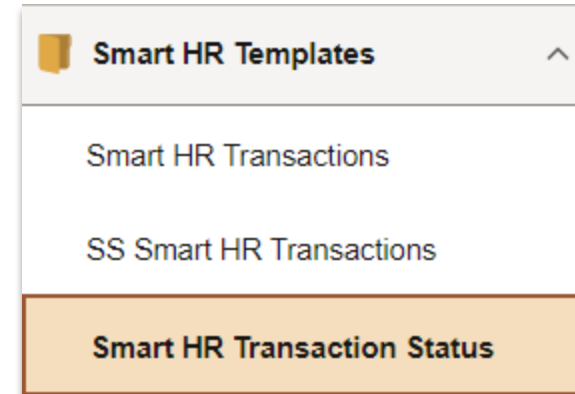 Smart HR Templates
Smart HR Transactions
SS Smart HR Transactions
Smart HR Transaction Status